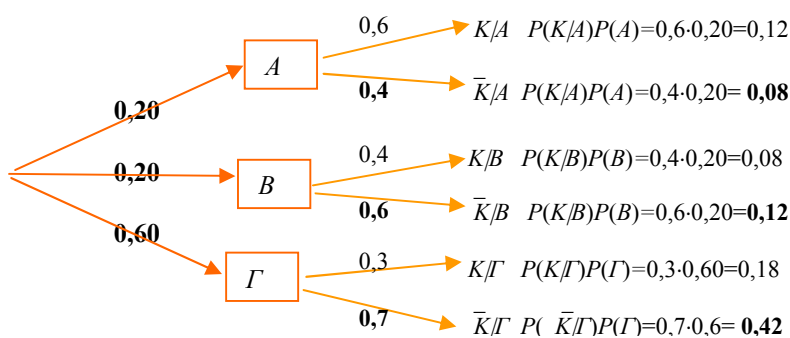 0,6 K/A P(K/A)P(A)=0,6·0,20=0,12
A
0,4 K̅/A P(K/A)P(A)=0,4·0,20= 0,08
0,20
0,4 K/B P(K/B)P(B)=0,4·0,20=0,08
0,20
B
0,6 K̅/B P(K/B)P(B)=0,6·0,20=0,12
0,60
0,3 K/Γ P(K/Γ)P(Γ)=0,3·0,60=0,18
Γ
0,7 K̅/Γ P( K̅/Γ)P(Γ)=0,7·0,6= 0,42